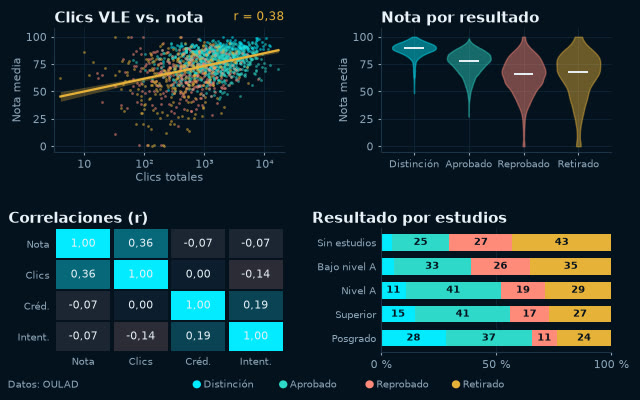 Clics VLE vs. nota
r = 0,38
Nota media
100
75
50
25
0
10
10²
10³
10⁴
Clics totales
Nota por resultado
Nota media
100
75
50
25
0
Distinción
Aprobado
Reprobado
Retirado
Correlaciones (r)
Nota 1,00 0,36 -0,07 -0,07
Clics 0,36 1,00 0,00 -0,14
Créd. -0,07 0,00 1,00 0,19
Intent. -0,07 -0,14 0,19 1,00
Nota Clics Créd. Intent.
Resultado por estudios
Sin estudios 25 27 43
Bajo nivel A 33 26 35
Nivel A 11 41 19 29
Superior 15 41 17 27
Posgrado 28 37 11 24
0 % 50 % 100 %
Datos: OULAD
Distinción
Aprobado
Reprobado
Retirado